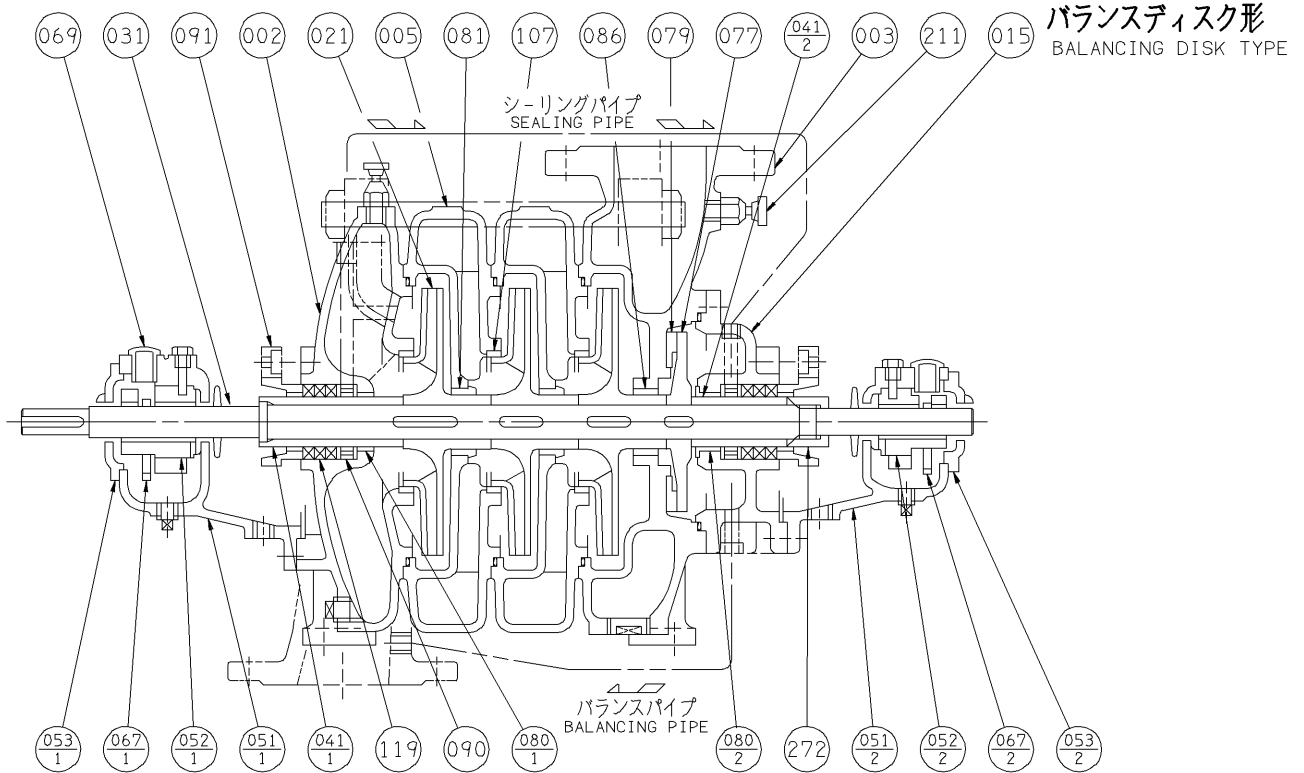 バランスディスク形
BALANCING DISK TYPE
069 031 091 002 021 005 081 107 086 079 077 041/2 003 211 015
シーリングパイプ
SEALING PIPE
バランスパイプ
BALANCING PIPE
053/1 067/1 052/1 051/1 041/1 119 090 080/1 080/2 272 051/2 052/2 067/2 053/2